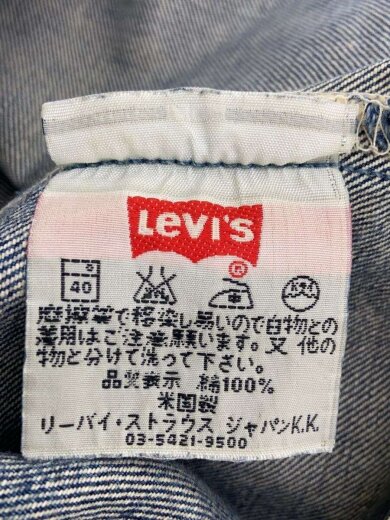 Levi's
®
40
摩擦等で移染し易いので白物との
着用はご注意願います。又 他の
物と分けて洗って下さい。
品質表示 綿100%
米国製
リーバイ・ストラウス ジャパンK.K.
03-5421-9500